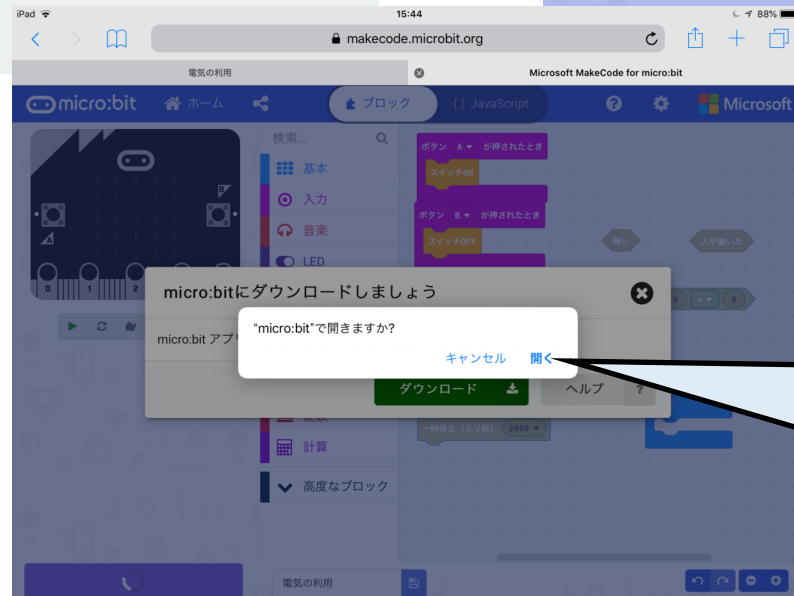 iPad
15:44
88%
makecode.microbit.org
電気の利用
Microsoft MakeCode for micro:bit
micro:bit
ホーム
ブロック
{} JavaScript
Microsoft
検索...
基本
入力
音楽
LED
ボタン A が押されたとき
スイッチON
ボタン B が押されたとき
スイッチOFF
暗い
人が動いた
0 < 0
A
B
0 1 2
micro:bitにダウンロードしましょう
micro:bit アプ
“micro:bit”で開きますか?
キャンセル 開く
ダウンロード
ヘルプ ?
変数
計算
高度なブロック
一時停止（ミリ秒） 2000
電気の利用